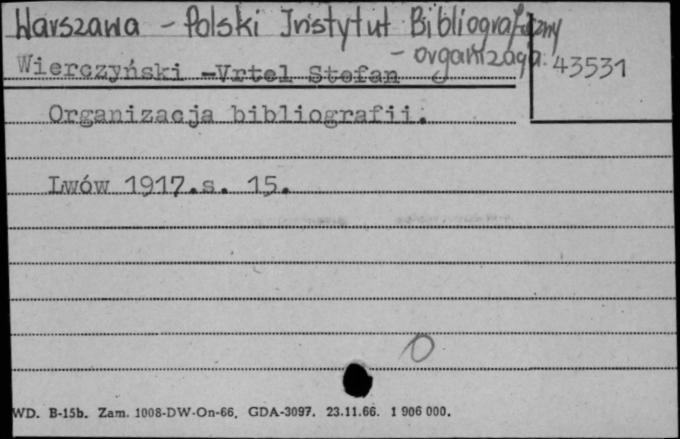 Warszawa - Polski Instytut Bibliograficzny
- organizacja
43531
Wierczyński -Vrtel Stefan
Organizacja bibliografii.
Lwów 1917.s. 15.
0
WD. B-15b. Zam. 1008-DW-On-66. GDA-3097. 23.11.66. 1 906 000.